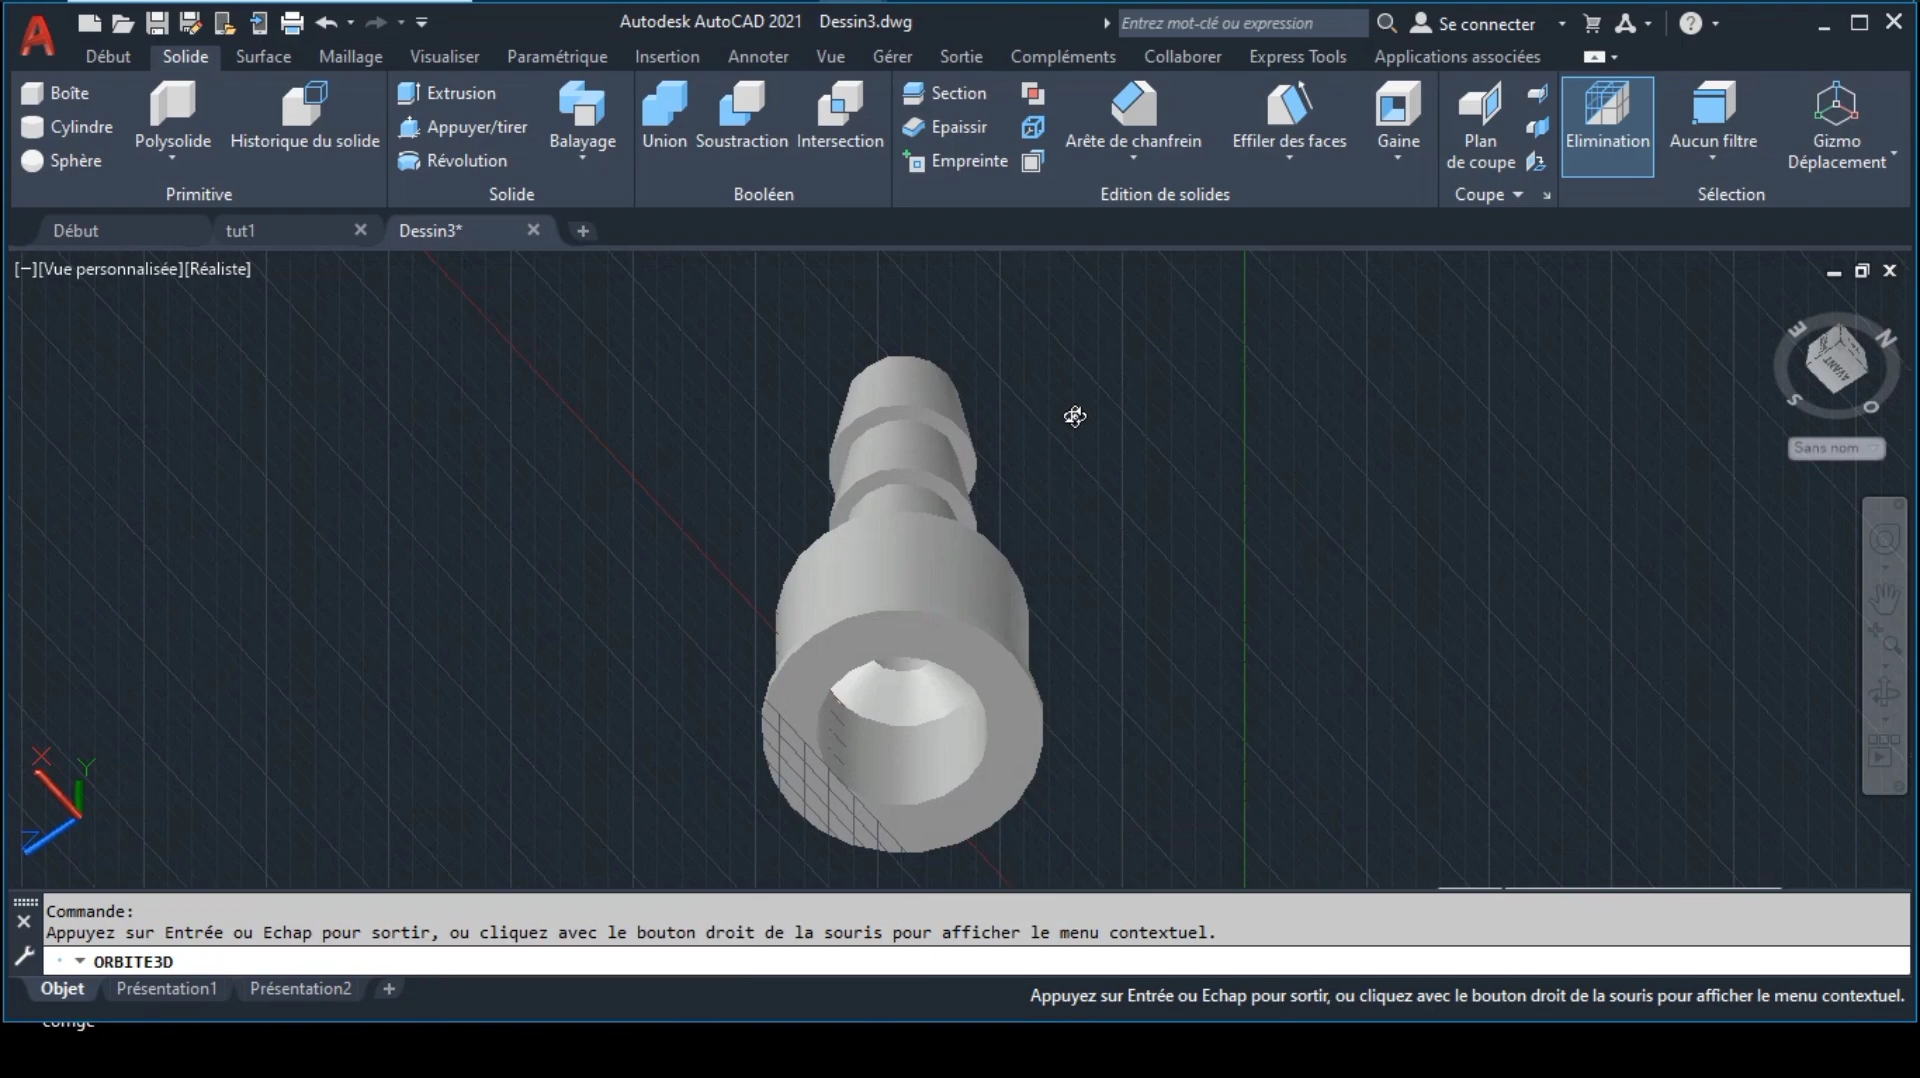 Autodesk AutoCAD 2021 Dessin3.dwg
Entrez mot-clé ou expression
Se connecter
Début Solide Surface Maillage Visualiser Paramétrique Insertion Annoter Vue Gérer Sortie Compléments Collaborer Express Tools Applications associées
Boîte
Cylindre
Sphère
Polysolide
Historique du solide
Primitive
Extrusion
Appuyer/tirer
Révolution
Balayage
Solide
Union Soustraction Intersection
Booléen
Section
Epaissir
Empreinte
Arête de chanfrein
Effiler des faces
Gaine
Edition de solides
Plan
de coupe
Coupe
Elimination
Aucun filtre
Gizmo
Déplacement
Sélection
Début tut1 Dessin3*
[−][Vue personnalisée][Réaliste]
E N
AVANT
S O
Sans nom
X Y
Z
Commande:
Appuyez sur Entrée ou Echap pour sortir, ou cliquez avec le bouton droit de la souris pour afficher le menu contextuel.
ORBITE3D
Objet Présentation1 Présentation2 +
Appuyez sur Entrée ou Echap pour sortir, ou cliquez avec le bouton droit de la souris pour afficher le menu contextuel.